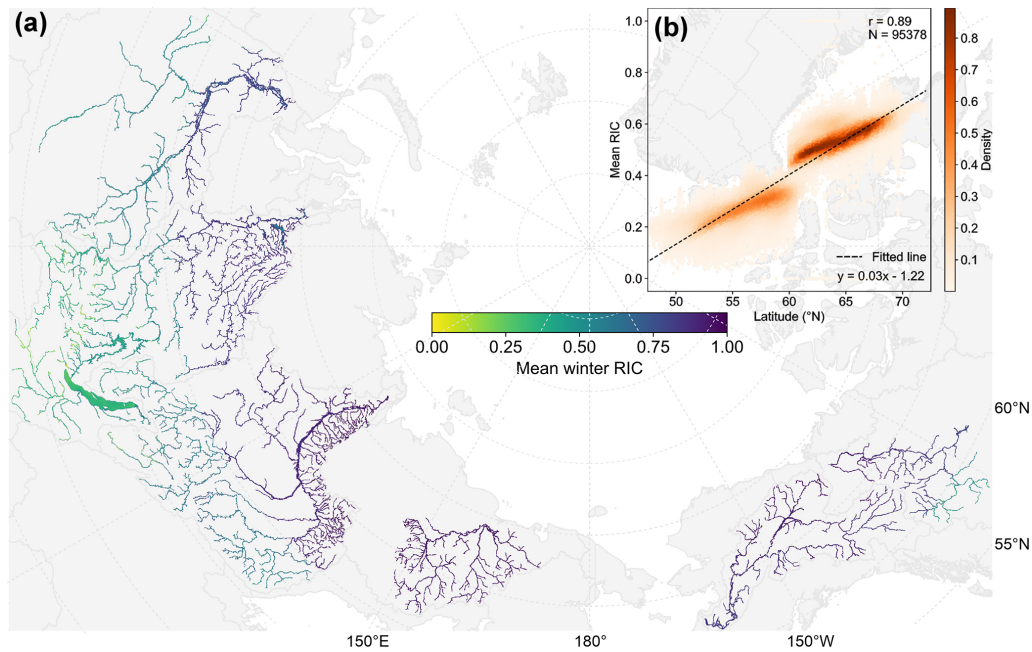 (a)
(b)
r = 0.89
N = 95378
1.0
0.8
0.6
0.4
0.2
0.0
Mean RIC
Fitted line
y = 0.03x - 1.22
50
55
60
65
70
Latitude (°N)
0.8
0.7
0.6
0.5
0.4
0.3
0.2
0.1
Density
0.00
0.25
0.50
0.75
1.00
Mean winter RIC
60°N
55°N
150°E
180°
150°W